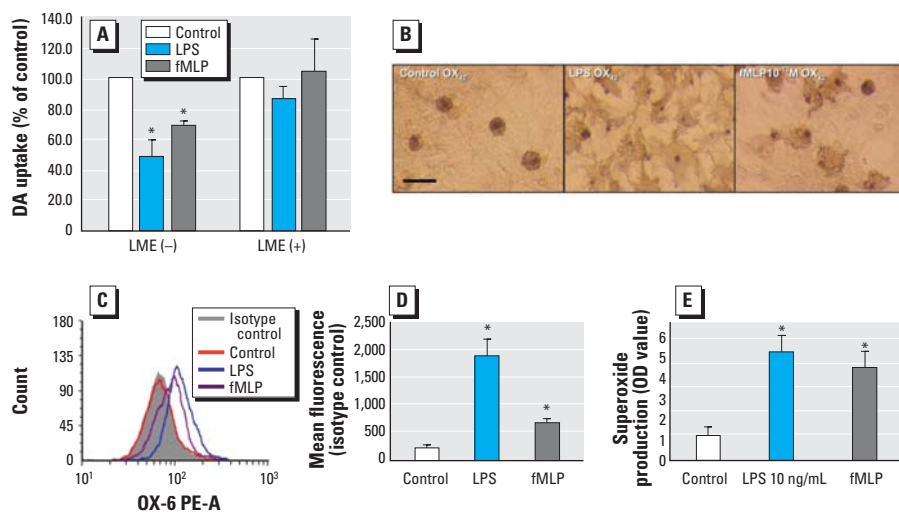 A
DA uptake (% of control)
140.0
120.0
100.0
80.0
60.0
40.0
20.0
0
Control
LPS
fMLP
*
*
LME (–)
LME (+)
B
Control OX42
LPS OX42
fMLP10⁻¹²M OX42
C
Count
180
135
90
45
0
10¹
10²
10³
OX-6 PE-A
Isotype
control
Control
LPS
fMLP
D
Mean fluorescence
(isotype control)
2,500
2,000
1,500
1,000
500
0
*
*
Control
LPS
fMLP
E
Superoxide
production (OD value)
6
6
5
4
3
2
1
0
*
*
Control
LPS 10 ng/mL
fMLP